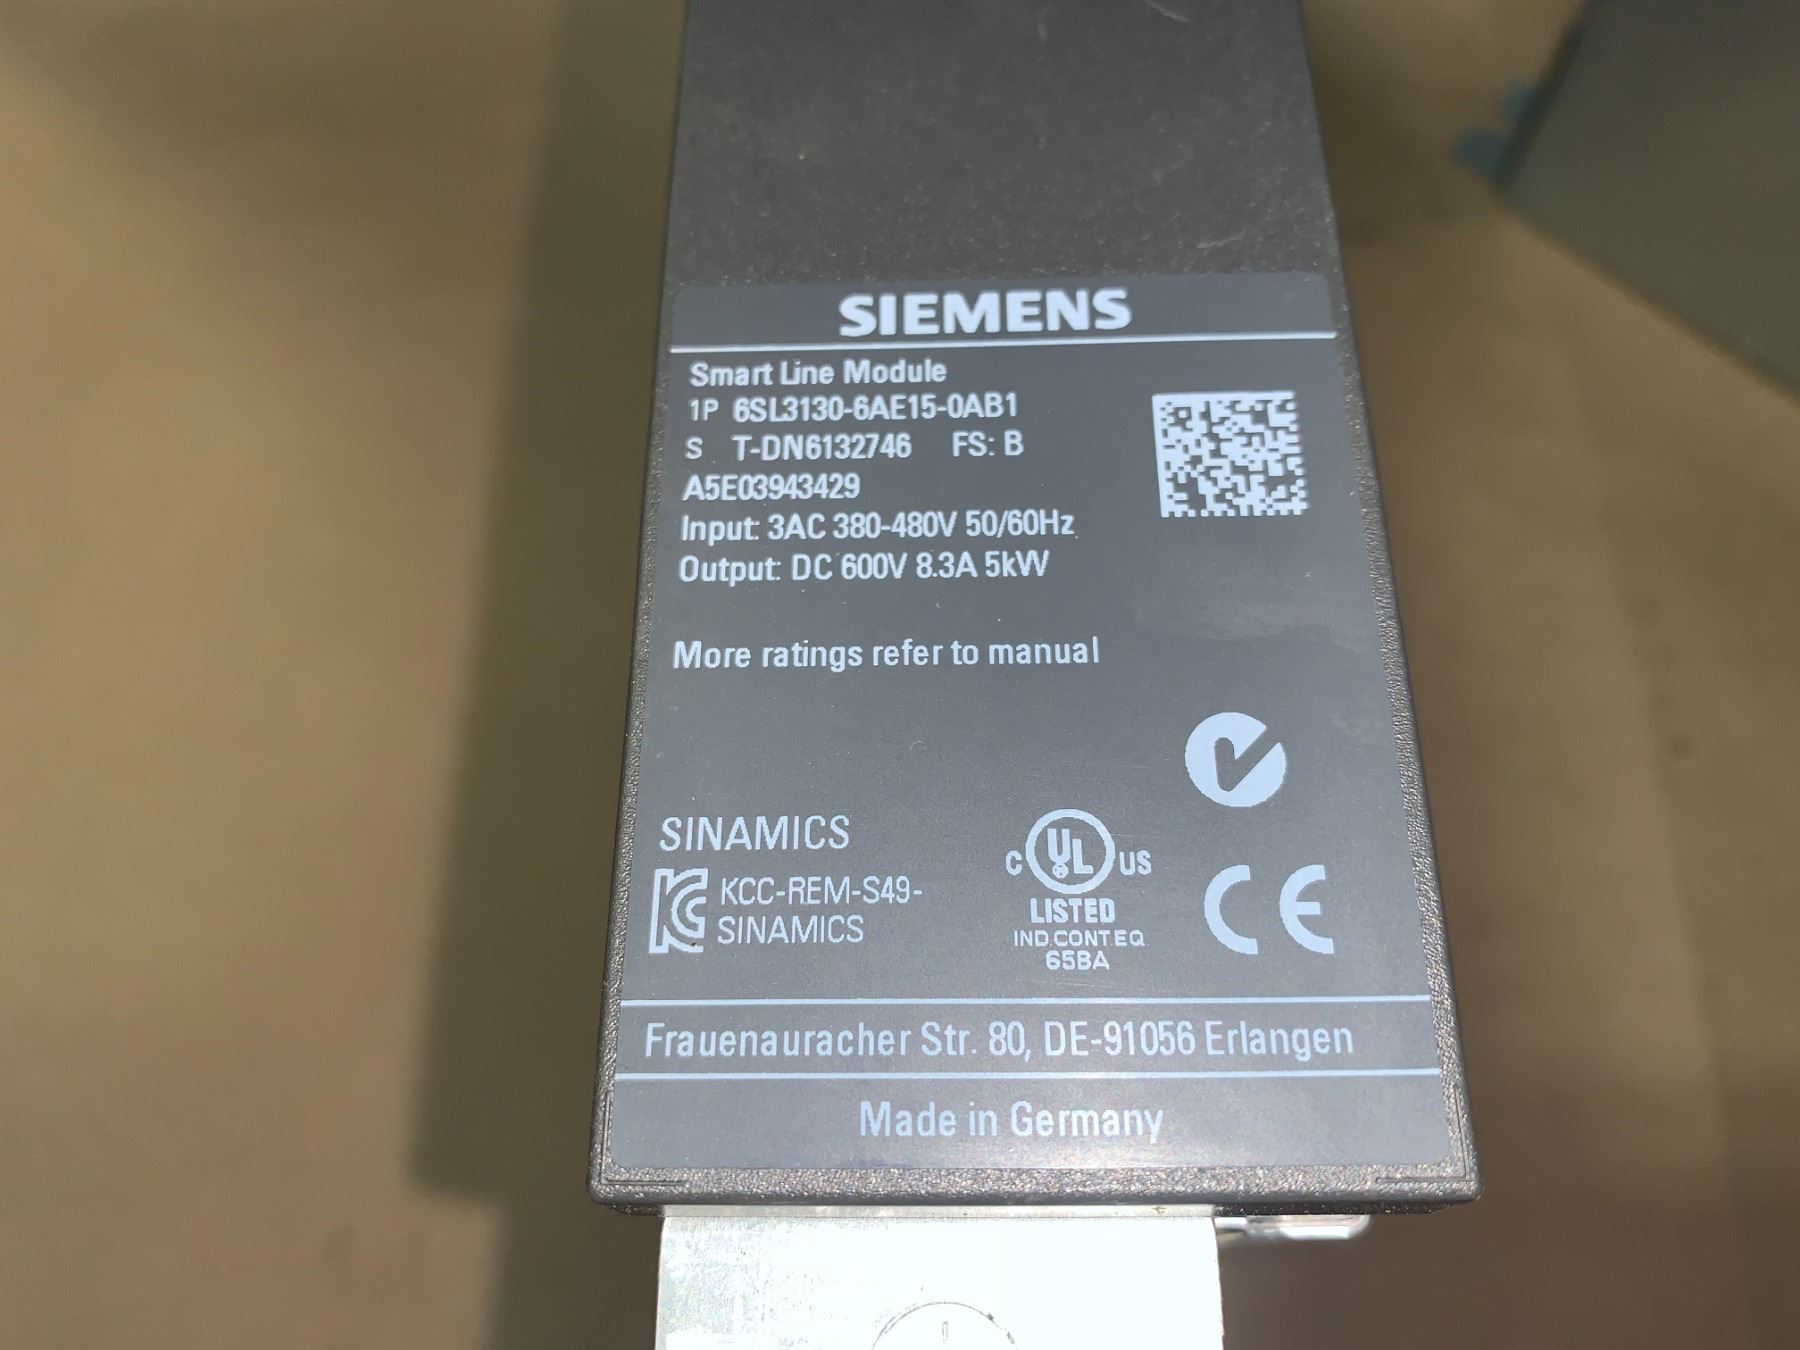 SIEMENS
Smart Line Module
1P 6SL3130-6AE15-0AB1
S T-DN6132746 FS: B
A5E03943429
Input: 3AC 380-480V 50/60Hz
Output: DC 600V 8.3A 5kW
More ratings refer to manual
SINAMICS
KCC-REM-S49-
SINAMICS
C UL US
LISTED
IND.CONT.EQ
65BA
CE
Frauenauracher Str. 80, DE-91056 Erlangen
Made in Germany